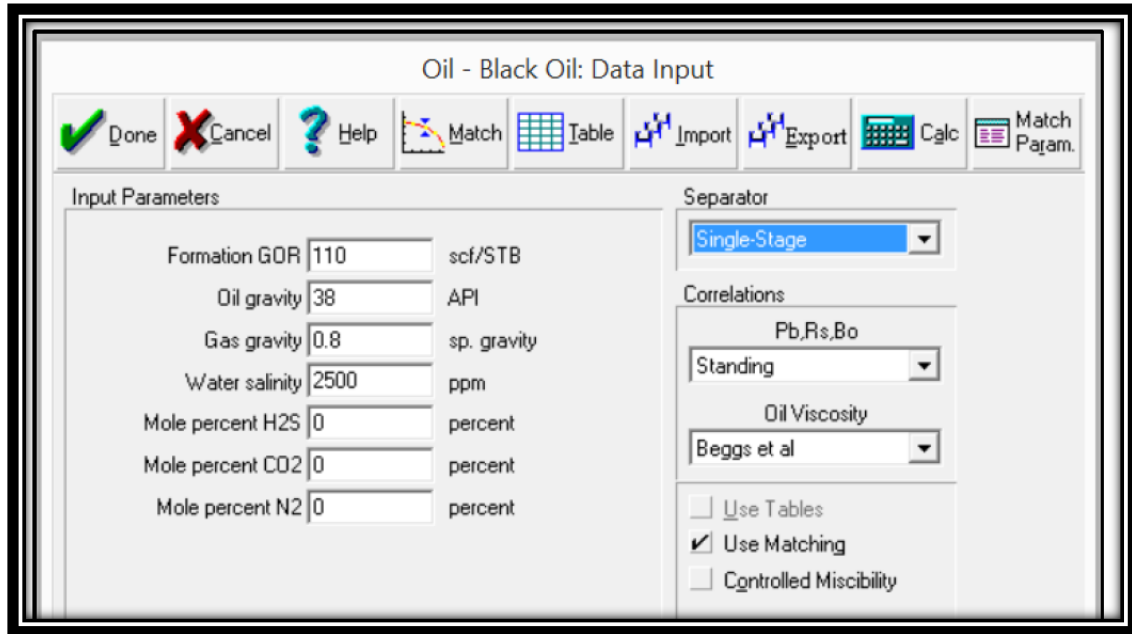 Oil - Black Oil: Data Input
Done Cancel Help Match Table Import Export Calc Match Param.
Input Parameters
Formation GOR 110 scf/STB
Oil gravity 38 API
Gas gravity 0.8 sp. gravity
Water salinity 2500 ppm
Mole percent H2S 0 percent
Mole percent CO2 0 percent
Mole percent N2 0 percent
Separator
Single-Stage
Correlations
Pb,Rs,Bo
Standing
Oil Viscosity
Beggs et al
Use Tables
Use Matching
Controlled Miscibility